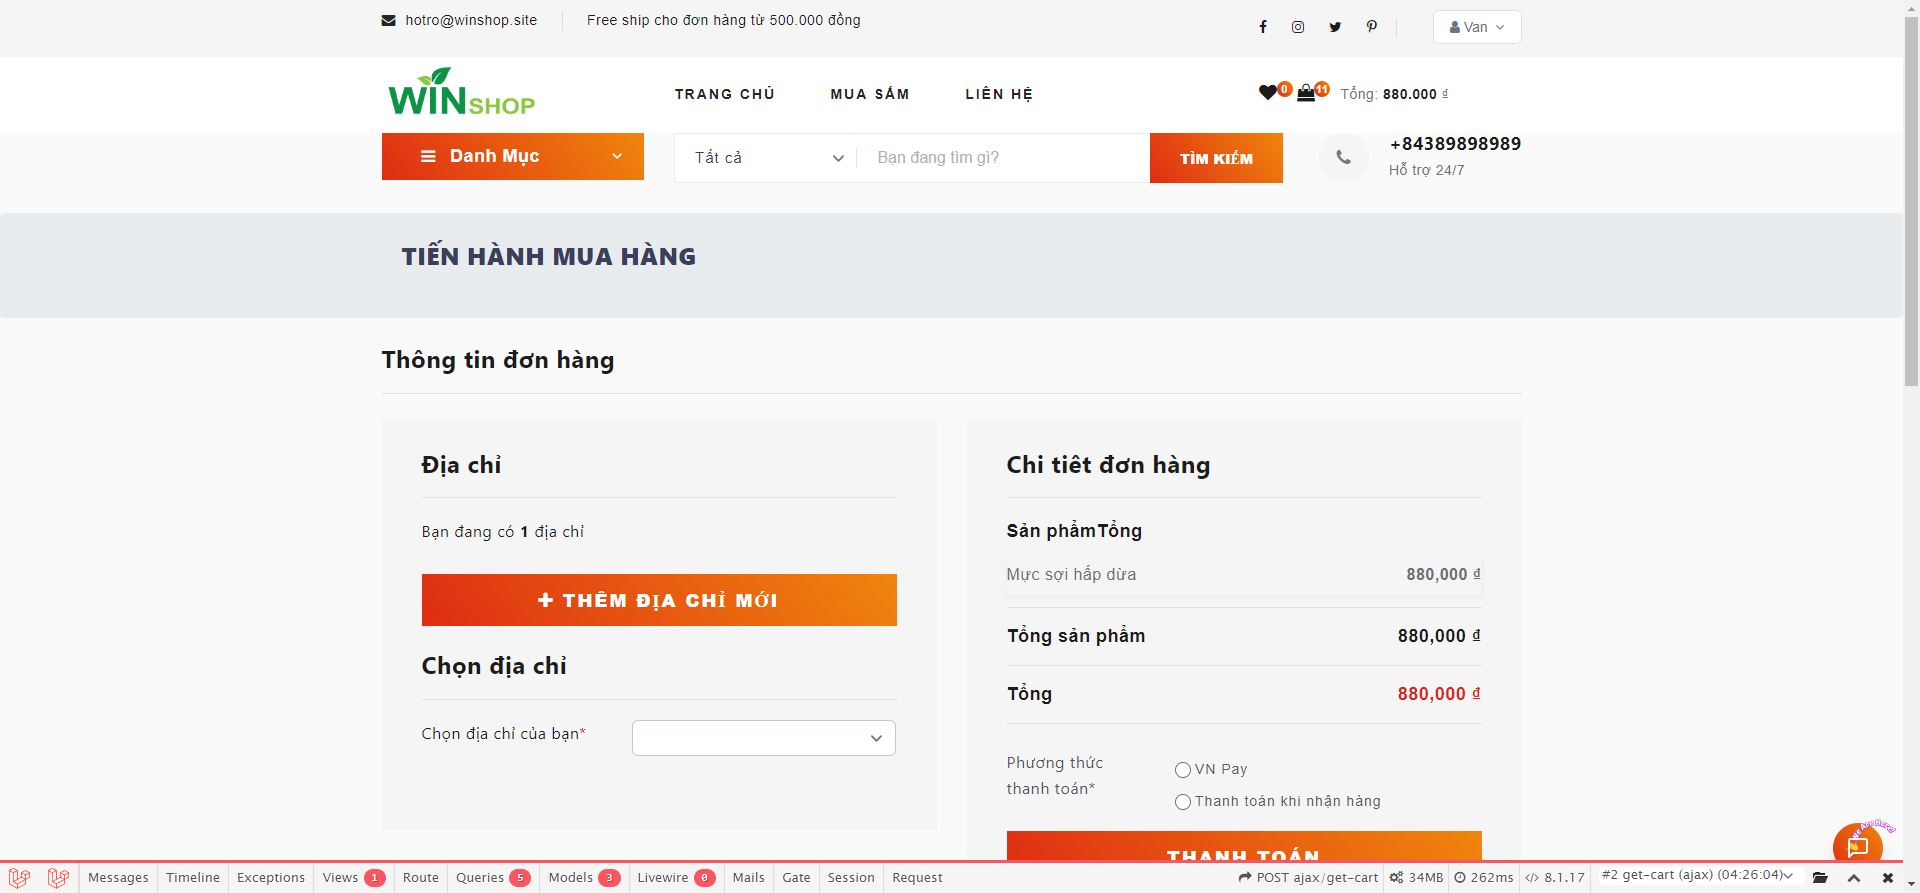 hotro@winshop.site
Free ship cho đơn hàng từ 500.000 đồng
Van
WINSHOP
TRANG CHỦ
MUA SẮM
LIÊN HỆ
0
11
Tổng: 880.000 đ
Danh Mục
Tất cả
Bạn đang tìm gì?
TÌM KIẾM
+84389898989
Hỗ trợ 24/7
TIẾN HÀNH MUA HÀNG
Thông tin đơn hàng
Địa chỉ
Bạn đang có 1 địa chỉ
THÊM ĐỊA CHỈ MỚI
Chọn địa chỉ
Chọn địa chỉ của bạn*
Chi tiêt đơn hàng
Sản phẩmTổng
Mực sợi hấp dừa 880,000 đ
Tổng sản phẩm 880,000 đ
Tổng 880,000 đ
Phương thức
thanh toán*
VN Pay
Thanh toán khi nhận hàng
THANH TOÁN
Messages Timeline Exceptions Views 1 Route Queries 5 Models 3 Livewire 0 Mails Gate Session Request POST ajax/get-cart 34MB 262ms 8.1.17 #2 get-cart (ajax) (04:26:04)